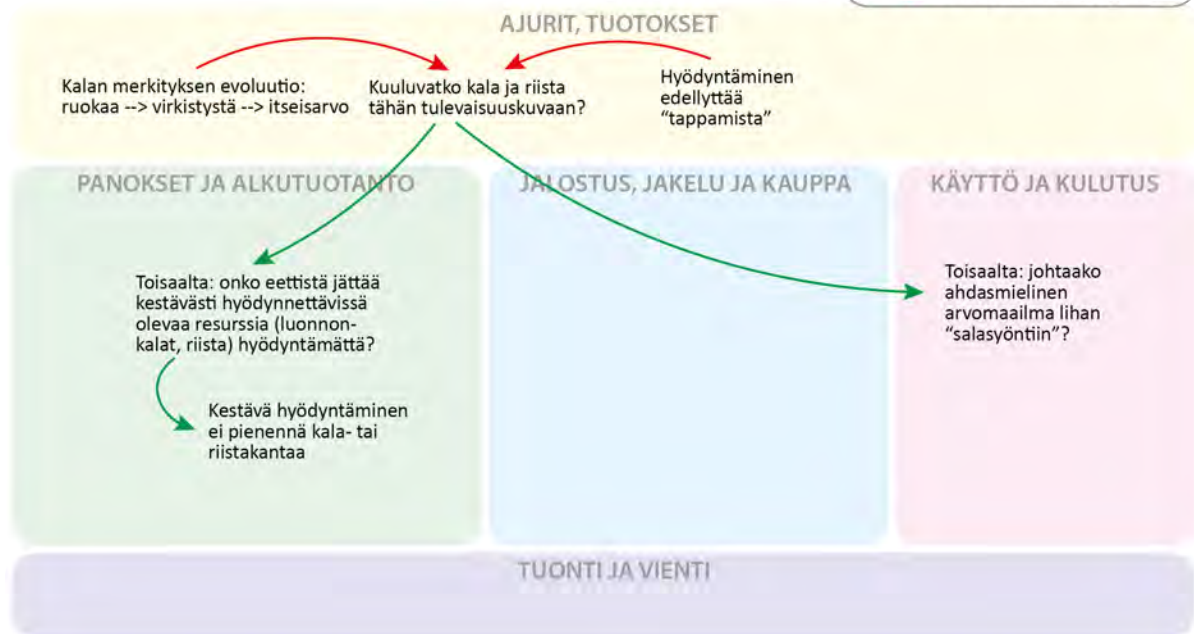 AJURIT, TUOTOKSET
Kalan merkityksen evoluutio:
ruokaa --> virkistystä --> itseisarvo
Kuuluvatko kala ja riista
tähän tulevaisuuskuvaan?
Hyödyntäminen
edellyttää
“tappamista”
PANOKSET JA ALKUTUOTANTO
JALOSTUS, JAKELU JA KAUPPA
KÄYTTÖ JA KULUTUS
Toisaalta: onko eettistä jättää
kestävästi hyödynnettävissä
olevaa resurssia (luonnon-
kalat, riista) hyödyntämättä?
Kestävä hyödyntäminen
ei pienennä kala- tai
riistakantaa
Toisaalta: johtaako
ahdasmielinen
arvomaailma lihan
“salasyöntiin”?
TUONTI JA VIENTI